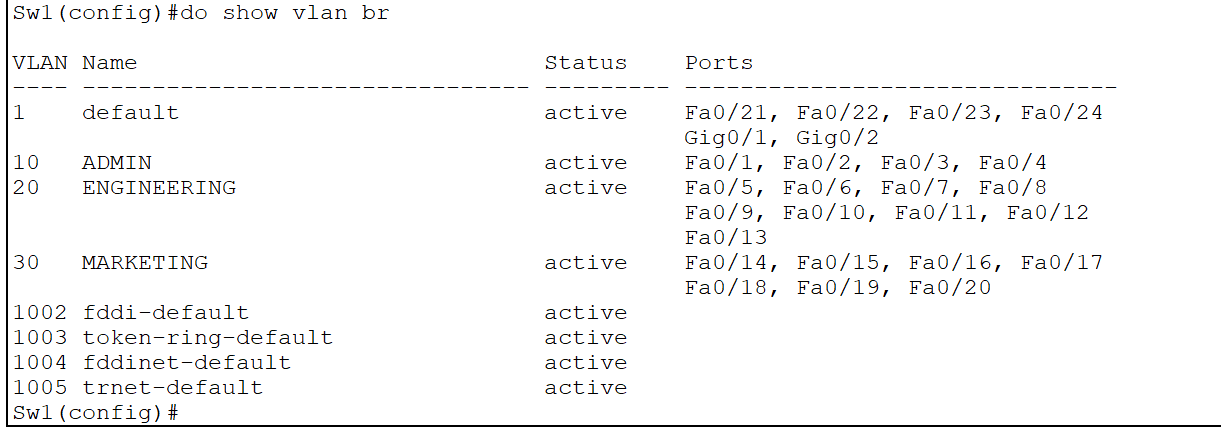 Sw1(config)#do show vlan br
VLAN Name                             Status    Ports
---- -------------------------------- --------- -------------------------------
1    default                          active    Fa0/21, Fa0/22, Fa0/23, Fa0/24
                                                Gig0/1, Gig0/2
10   ADMIN                            active    Fa0/1, Fa0/2, Fa0/3, Fa0/4
20   ENGINEERING                      active    Fa0/5, Fa0/6, Fa0/7, Fa0/8
                                                Fa0/9, Fa0/10, Fa0/11, Fa0/12
                                                Fa0/13
30   MARKETING                        active    Fa0/14, Fa0/15, Fa0/16, Fa0/17
                                                Fa0/18, Fa0/19, Fa0/20
1002 fddi-default                     active
1003 token-ring-default               active
1004 fddinet-default                  active
1005 trnet-default                    active
Sw1(config)#